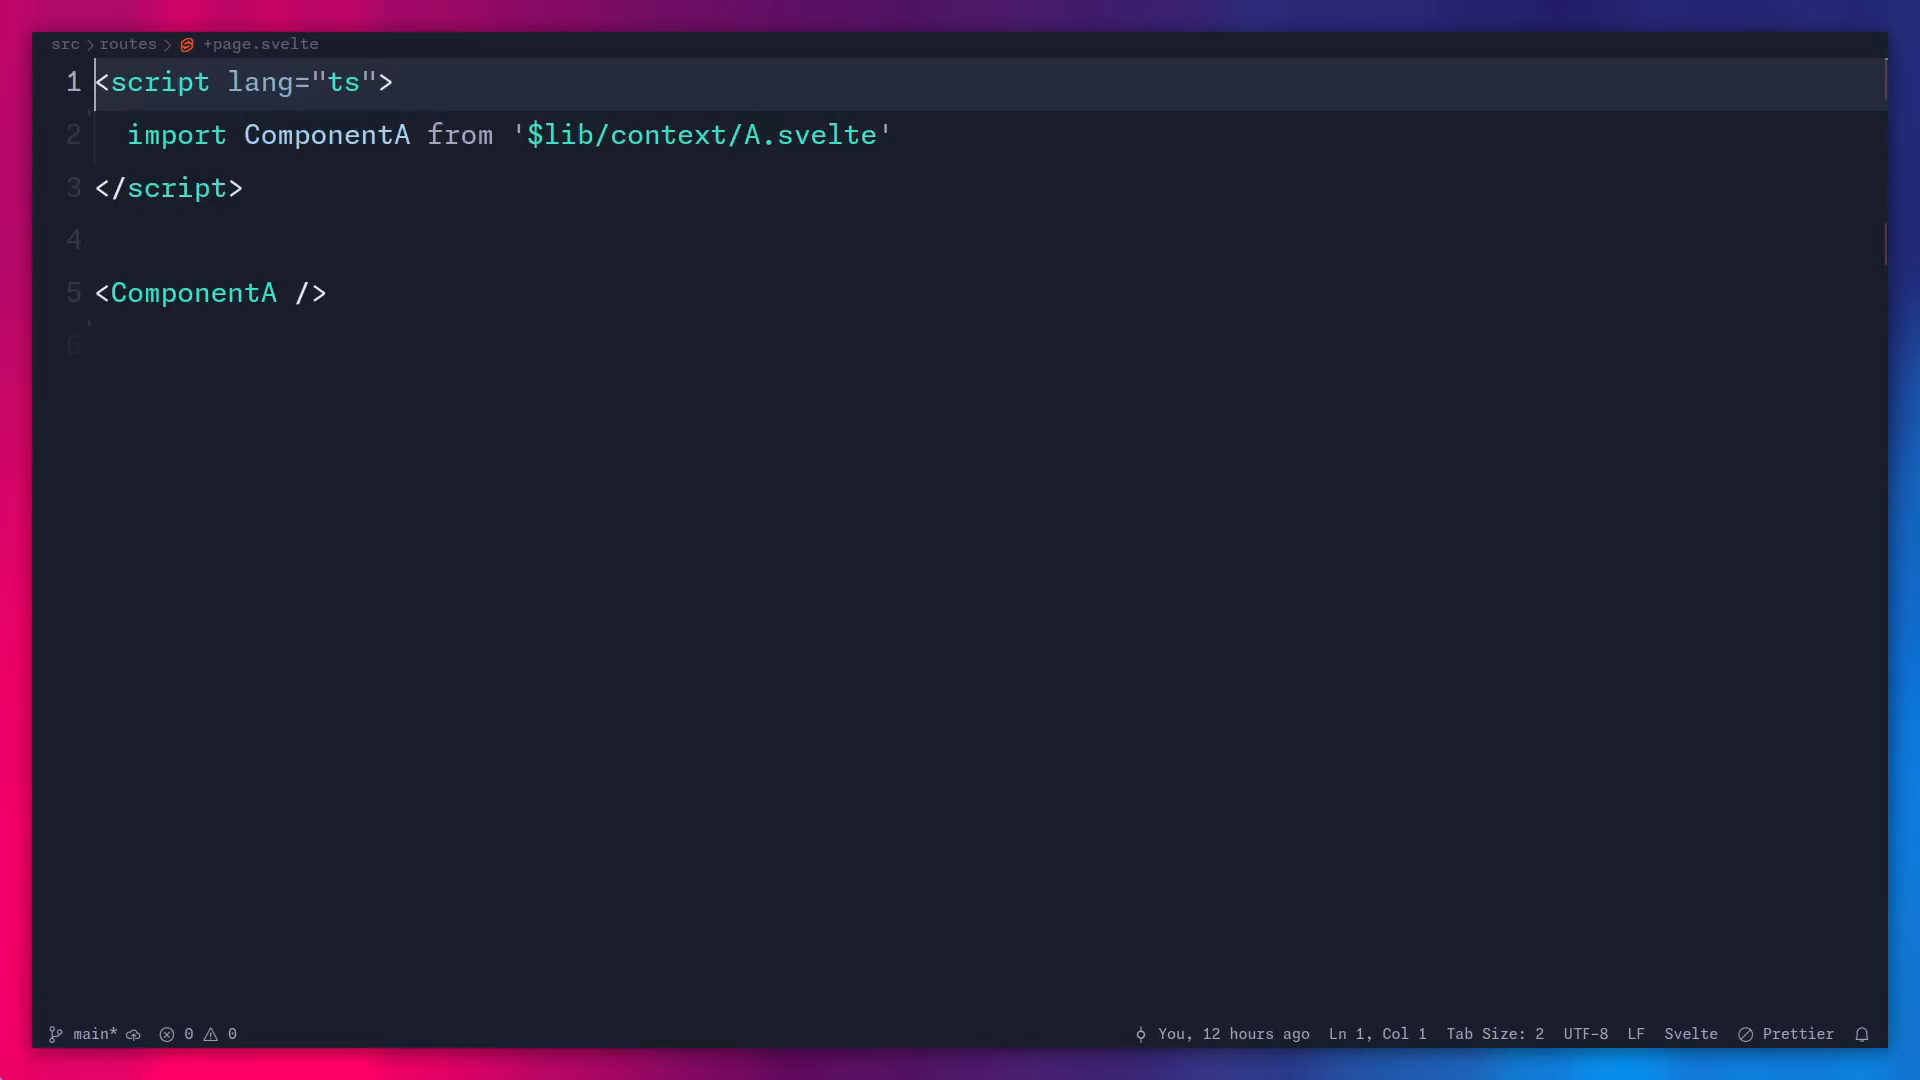 src > routes > +page.svelte
1 <script lang="ts">
2   import ComponentA from '$lib/context/A.svelte'
3 </script>
4
5 <ComponentA />
6
main* 0 0 You, 12 hours ago Ln 1, Col 1 Tab Size: 2 UTF-8 LF Svelte Prettier